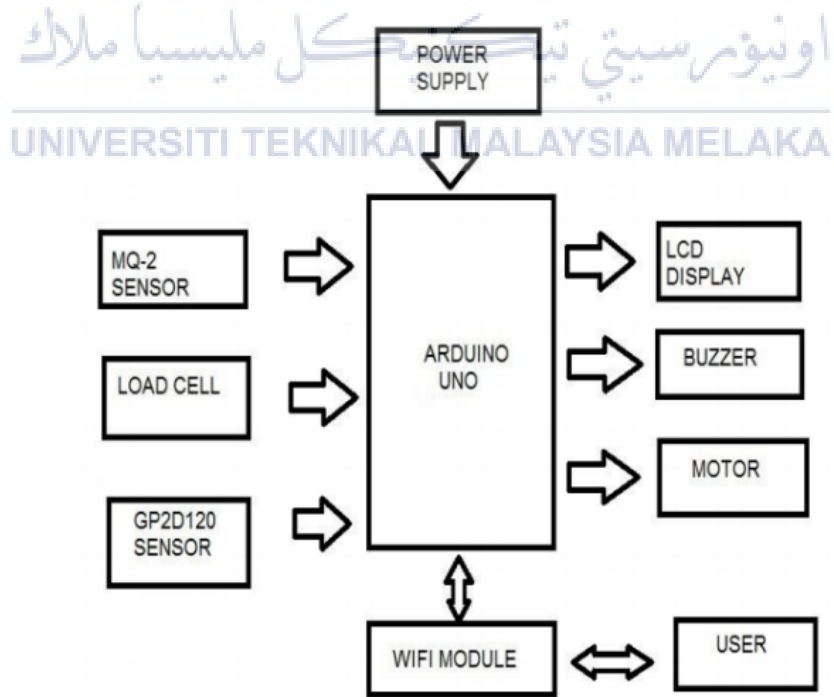 اونيۏرسيتي تيكنيكل مليسيا ملاك
POWER
SUPPLY
UNIVERSITI TEKNIKAL MALAYSIA MELAKA
MQ-2
SENSOR
LCD
DISPLAY
ARDUINO
UNO
BUZZER
LOAD CELL
MOTOR
GP2D120
SENSOR
WIFI MODULE
USER